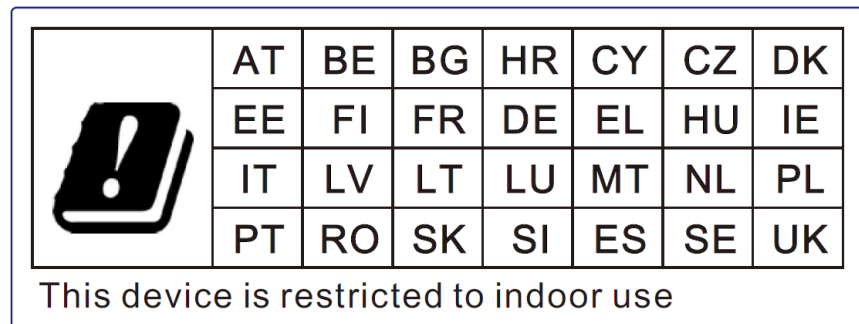 AT BE BG HR CY CZ DK
EE FI FR DE EL HU IE
IT LV LT LU MT NL PL
PT RO SK SI ES SE UK
This device is restricted to indoor use